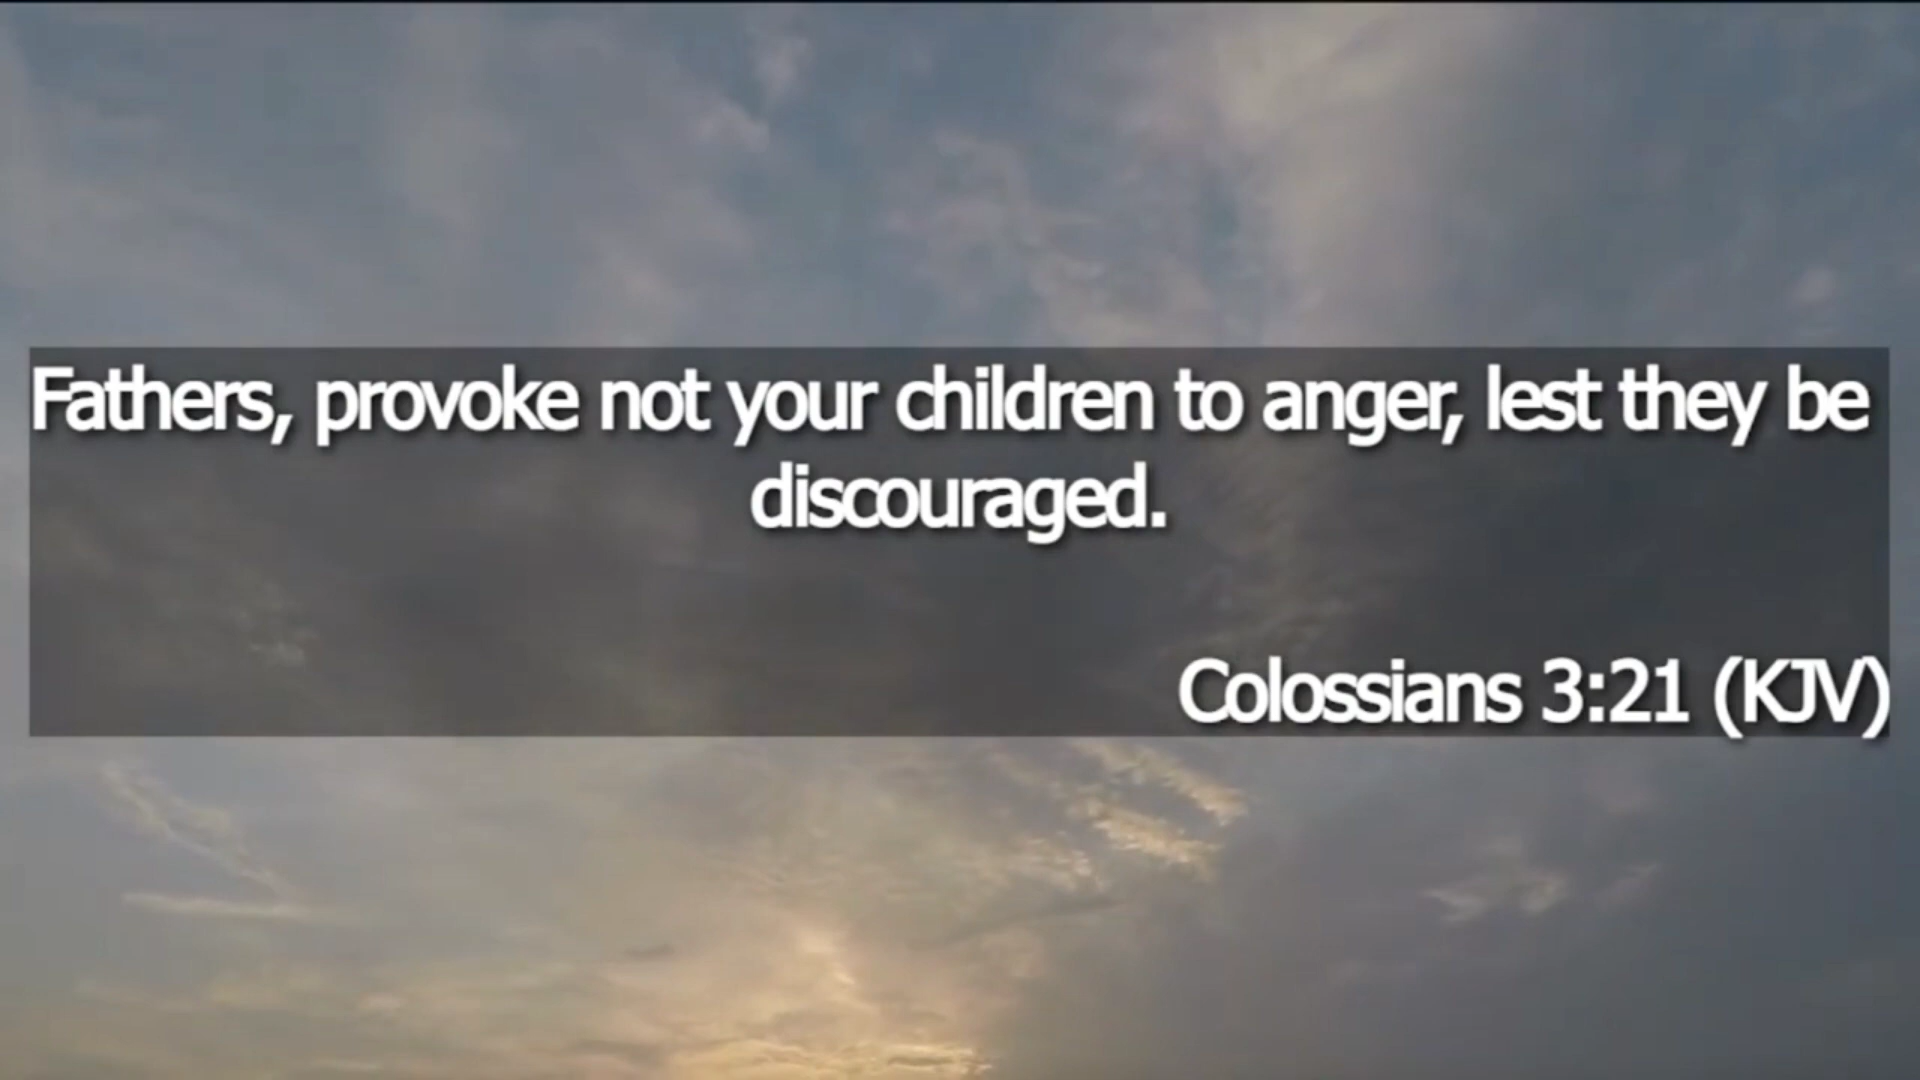 Fathers, provoke not your children to anger, lest they be
discouraged.
Colossians 3:21 (KJV)